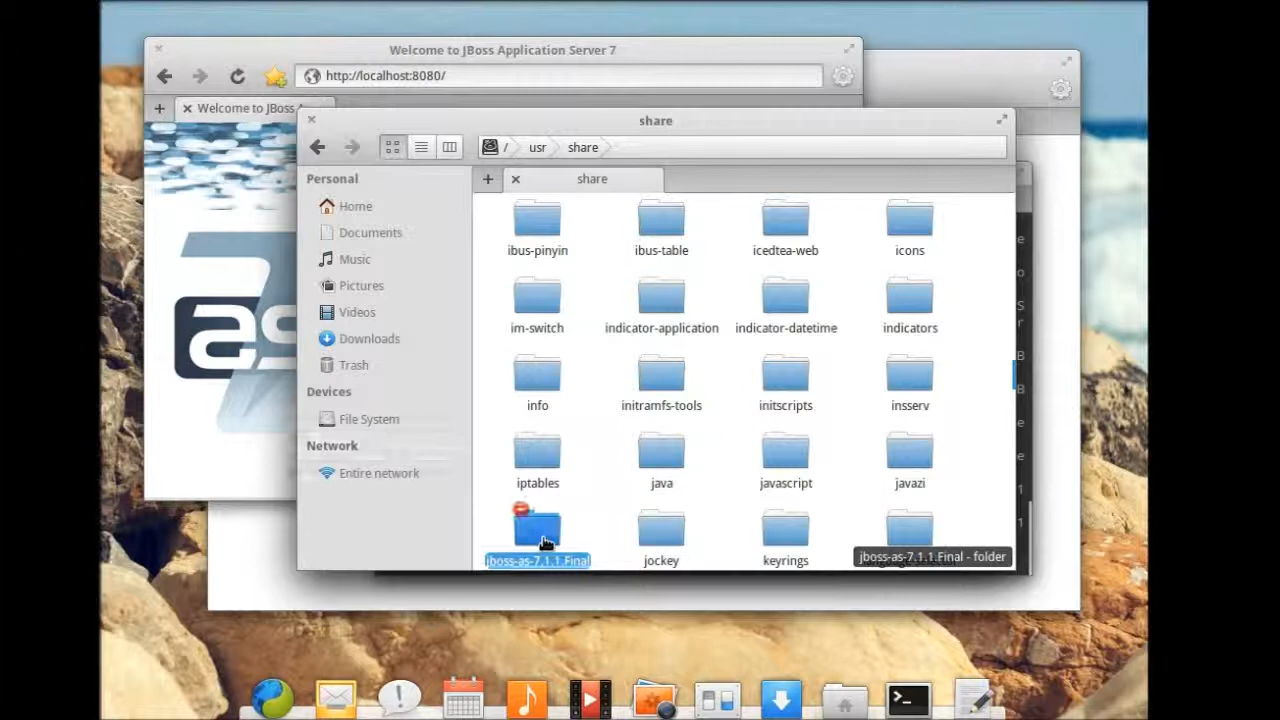 Welcome to JBoss Application Server 7
http://localhost:8080/
Welcome to JBoss A
as
share
/ usr share
share
Personal
Home
Documents
Music
Pictures
Videos
Downloads
Trash
Devices
File System
Network
Entire network
ibus-pinyin ibus-table icedtea-web icons
im-switch indicator-application indicator-datetime indicators
info initramfs-tools initscripts insserv
iptables java javascript javazi
jboss-as-7.1.1.Final jockey keyrings
jboss-as-7.1.1.Final - folder
e
o
S
r
B
B
e
e
1
1